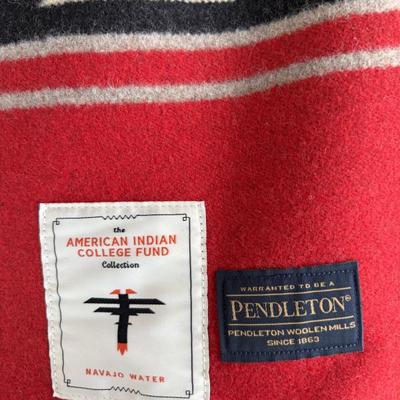 the
AMERICAN INDIAN
COLLEGE FUND
Collection
NAVAJO WATER
WARRANTED TO BE A
PENDLETON®
PENDLETON WOOLEN MILLS
SINCE 1863